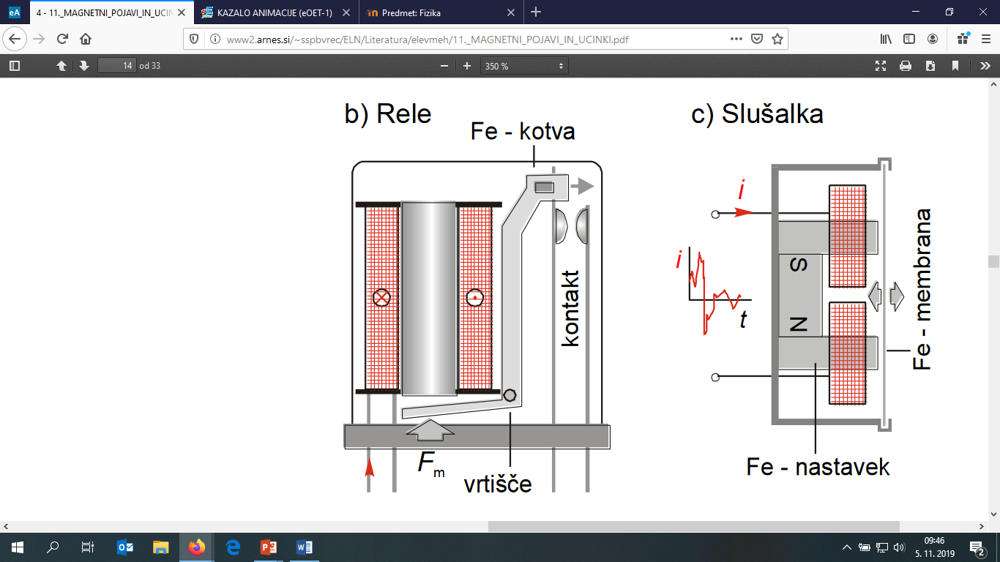 eA
4 - 11._MAGNETNI_POJAVI_IN_UCIN
KAZALO ANIMACIJE (eOET-1)
Predmet: Fizika
www2.arnes.si/~sspbvrec/ELN/Literatura/elevmeh/11._MAGNETNI_POJAVI_IN_UCINKI.pdf
14 od 33
350 %
b) Rele
c) Slušalka
Fe - kotva
i
i
t
S
N
kontakt
Fe - membrana
Fm
vrtišče
Fe - nastavek
09:46
5. 11. 2019
2